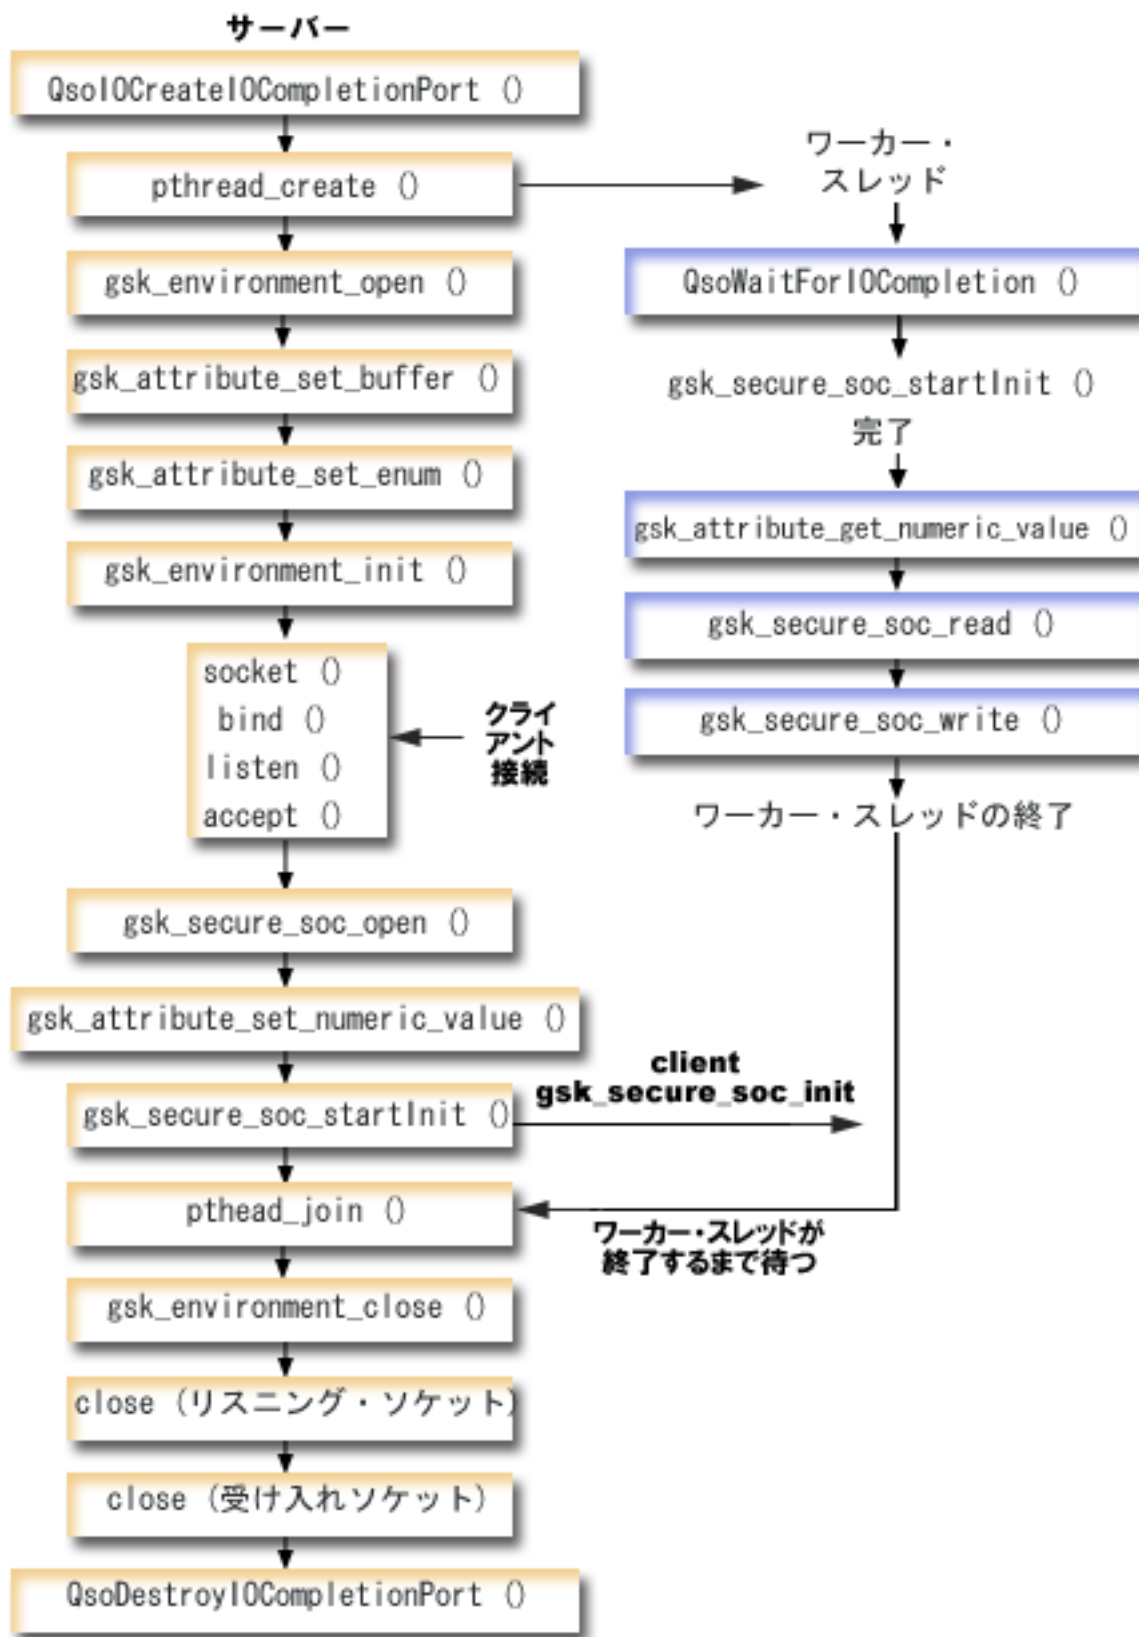 サーバー
QsoIOCreateIOCompletionPort ()
pthread_create ()
gsk_environment_open ()
gsk_attribute_set_buffer ()
gsk_attribute_set_enum ()
gsk_environment_init ()
socket ()
bind ()
listen ()
accept ()
クライ
アント
接続
gsk_secure_soc_open ()
gsk_attribute_set_numeric_value ()
gsk_secure_soc_startInit ()
client
gsk_secure_soc_init
pthead_join ()
ワーカー・スレッドが
終了するまで待つ
gsk_environment_close ()
close (リスニング・ソケット)
close (受け入れソケット)
QsoDestroyIOCompletionPort ()
ワーカー・
スレッド
QsoWaitForIOCompletion ()
gsk_secure_soc_startInit ()
完了
gsk_attribute_get_numeric_value ()
gsk_secure_soc_read ()
gsk_secure_soc_write ()
ワーカー・スレッドの終了